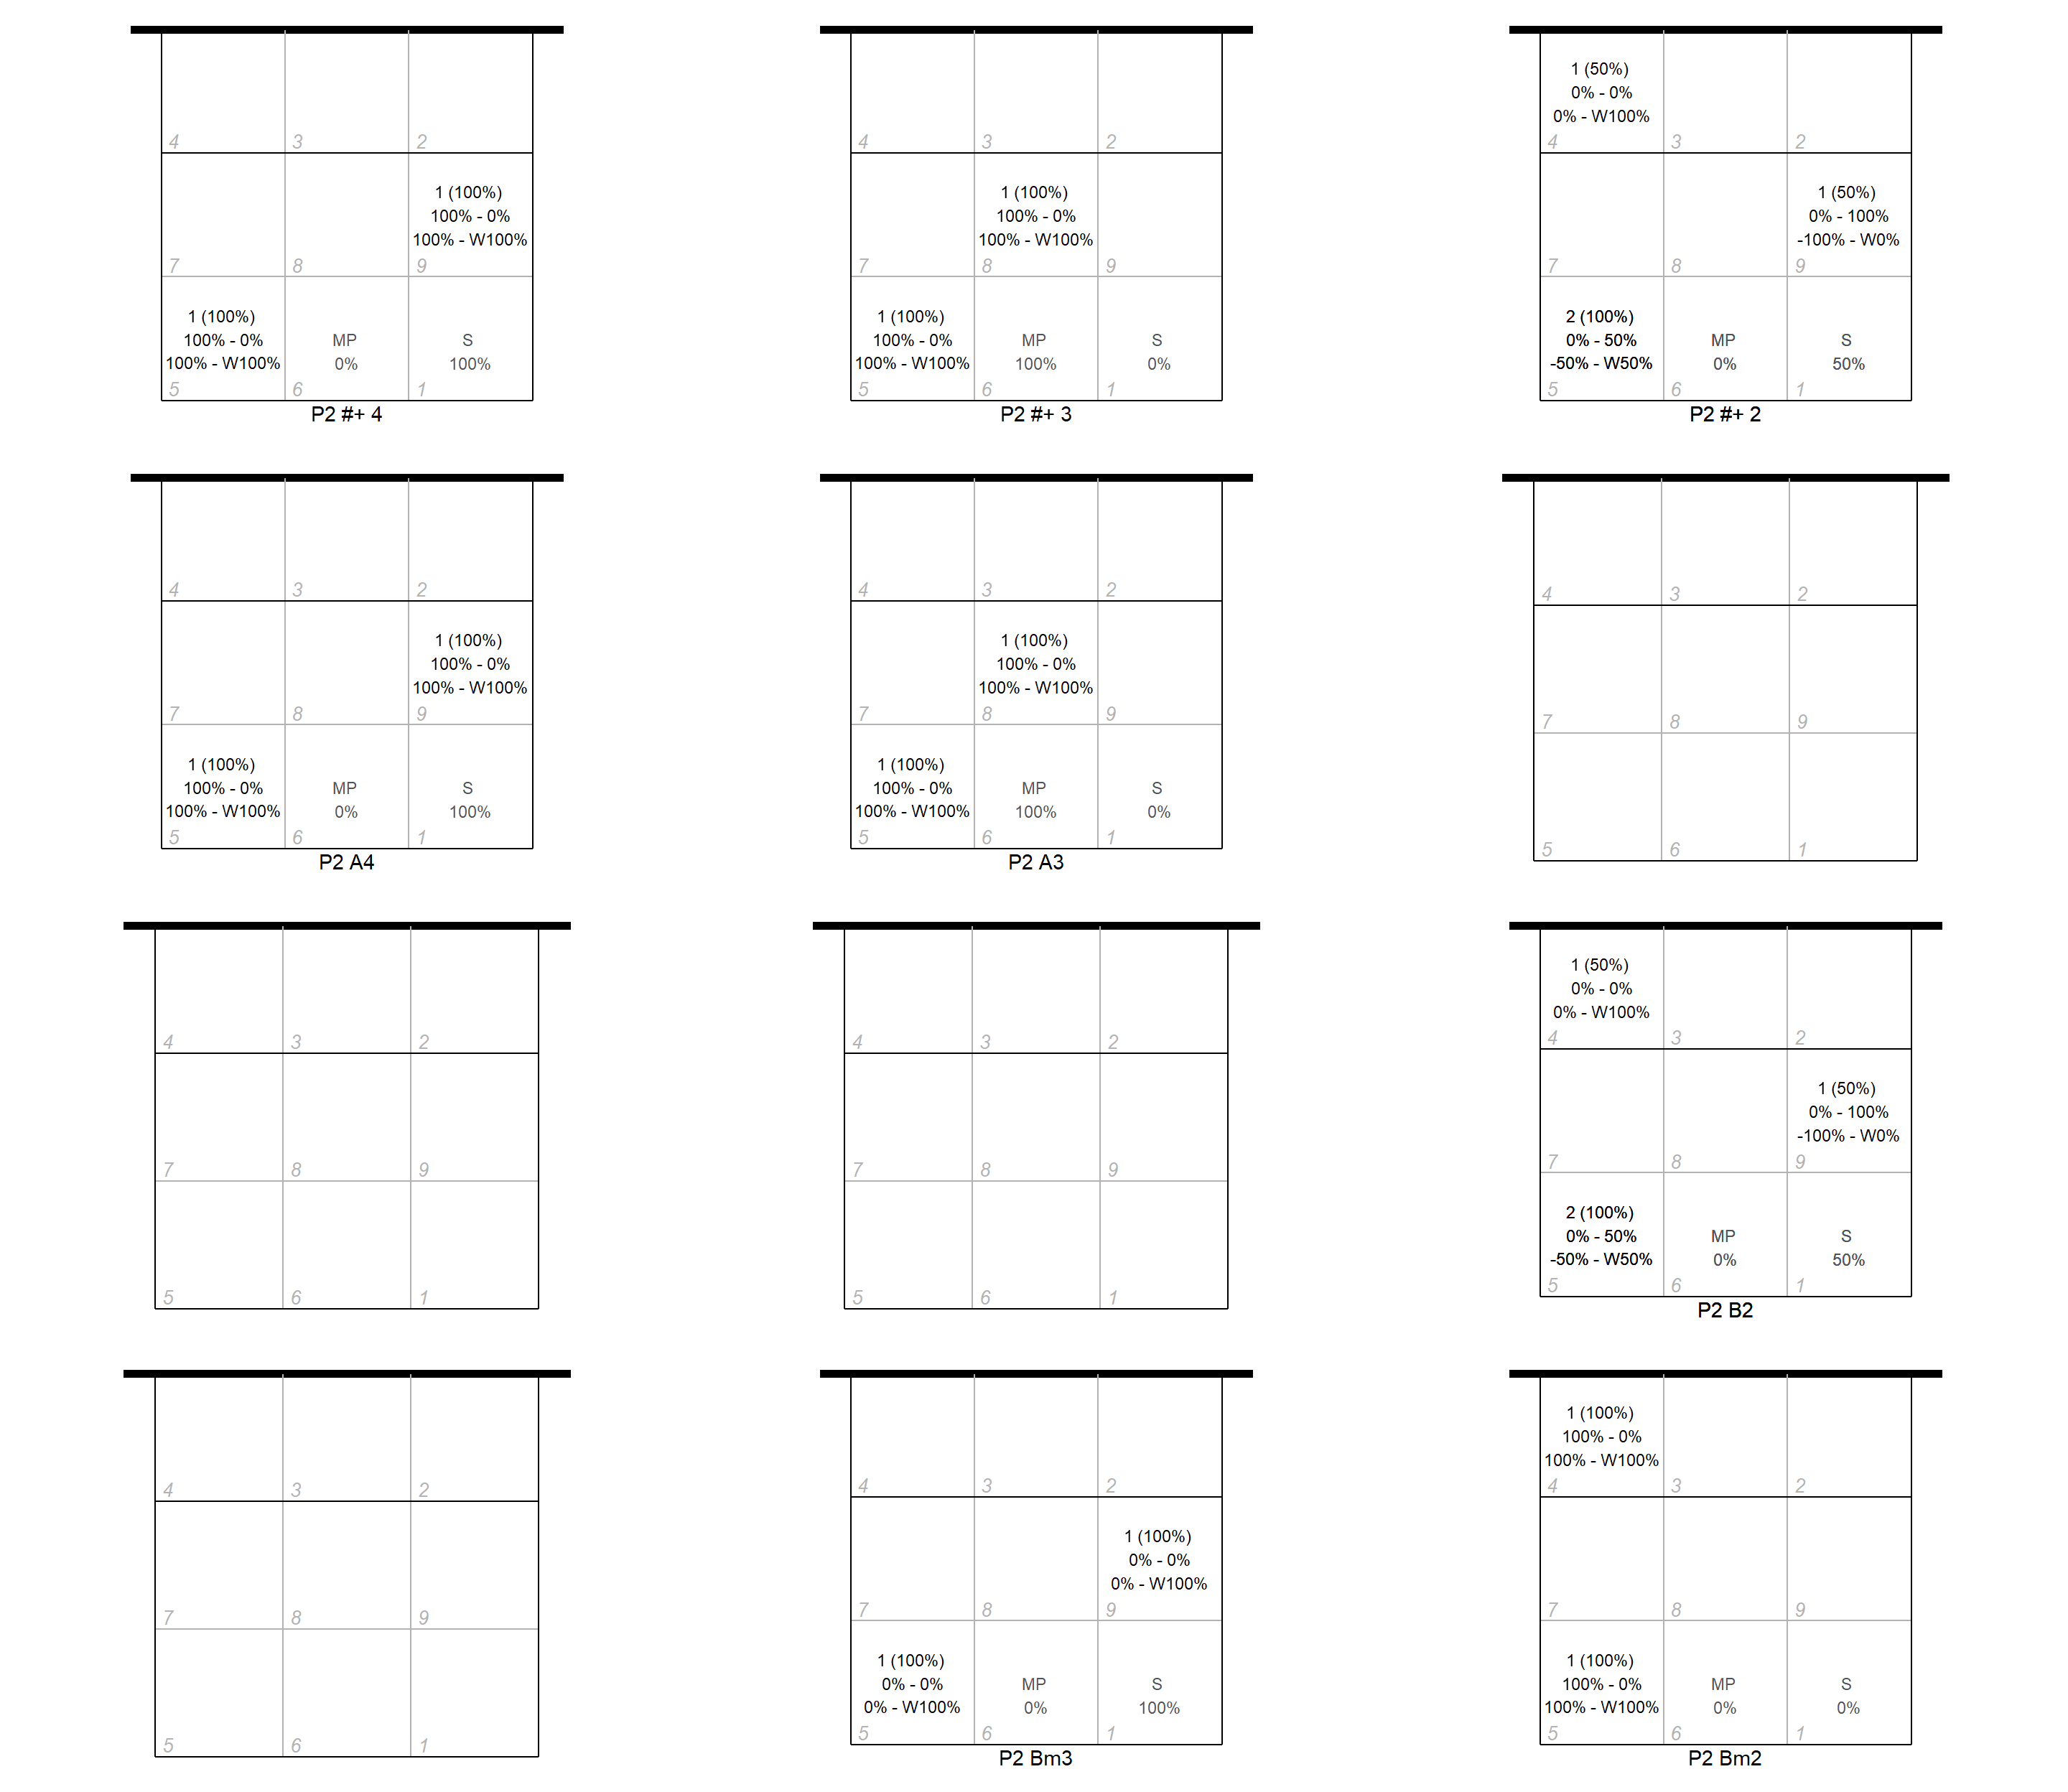 1 (50%)
0% - 0%
0% - W100%
4 3 2
4 3 2
4 3 2
1 (100%)
100% - 0%
100% - W100%
1 (100%)
100% - 0%
100% - W100%
1 (50%)
0% - 100%
-100% - W0%
7 8 9
7 8 9
7 8 9
1 (100%)
100% - 0%
100% - W100%
MP
0%
S
100%
5 6 1
P2 #+ 4
1 (100%)
100% - 0%
100% - W100%
MP
100%
S
0%
5 6 1
P2 #+ 3
2 (100%)
0% - 50%
-50% - W50%
MP
0%
S
50%
5 6 1
P2 #+ 2
4 3 2
4 3 2
4 3 2
1 (100%)
100% - 0%
100% - W100%
1 (100%)
100% - 0%
100% - W100%
7 8 9
7 8 9
7 8 9
1 (100%)
100% - 0%
100% - W100%
MP
0%
S
100%
5 6 1
P2 A4
1 (100%)
100% - 0%
100% - W100%
MP
100%
S
0%
5 6 1
P2 A3
5 6 1
1 (50%)
0% - 0%
0% - W100%
4 3 2
4 3 2
4 3 2
1 (50%)
0% - 100%
-100% - W0%
7 8 9
7 8 9
7 8 9
5 6 1
5 6 1
2 (100%)
0% - 50%
-50% - W50%
MP
0%
S
50%
5 6 1
P2 B2
1 (100%)
100% - 0%
100% - W100%
4 3 2
4 3 2
4 3 2
1 (100%)
0% - 0%
0% - W100%
7 8 9
7 8 9
7 8 9
5 6 1
1 (100%)
0% - 0%
0% - W100%
MP
0%
S
100%
5 6 1
P2 Bm3
1 (100%)
100% - 0%
100% - W100%
MP
0%
S
0%
5 6 1
P2 Bm2